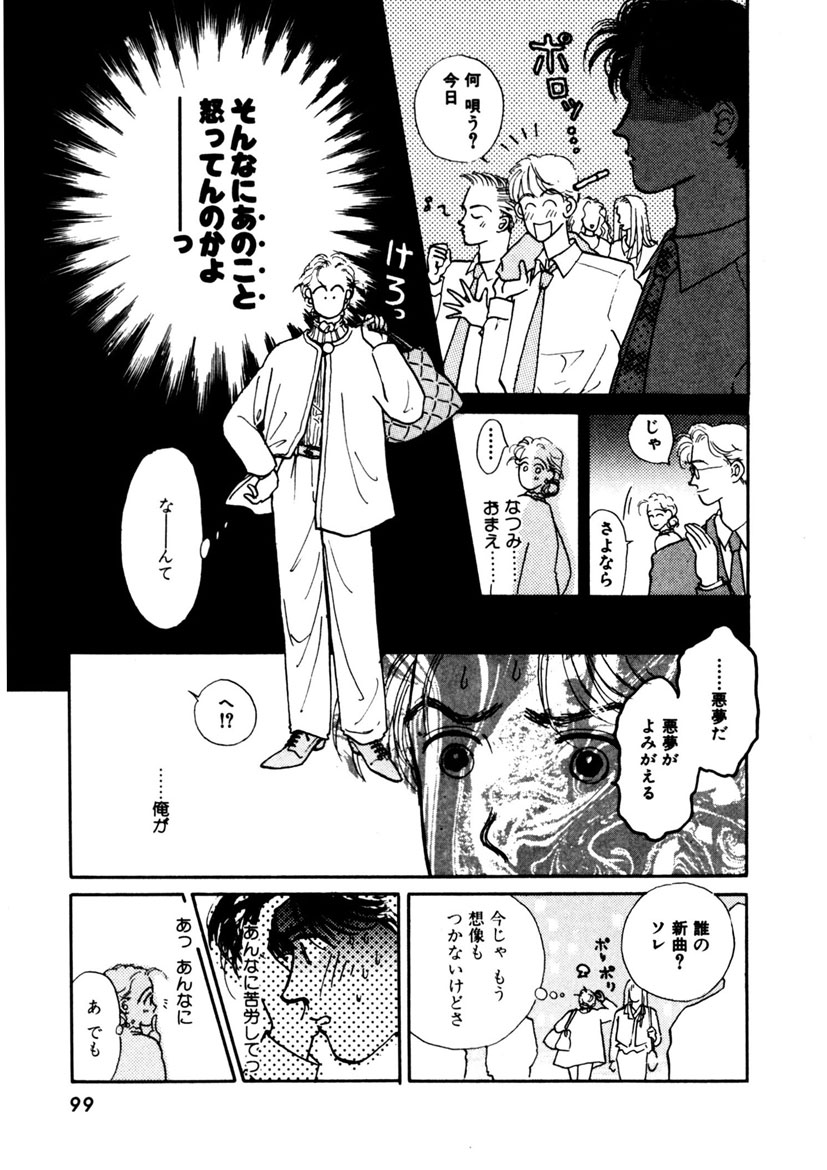 ポロッ…
何 唄う?
今日
そんなにあのこと
怒ってんのかよ
――っ
けろっ
じゃ
さよなら
……
なつみ
おまえ……
なーんて
……悪夢だ
悪夢が
よみがえる
へ!?
……俺が
誰の
新曲?
ソレ
ポリポリ
今じゃ もう
想像も
つかないけどさ
あんなに苦労してっ
あっ あんなに
あ でも
99